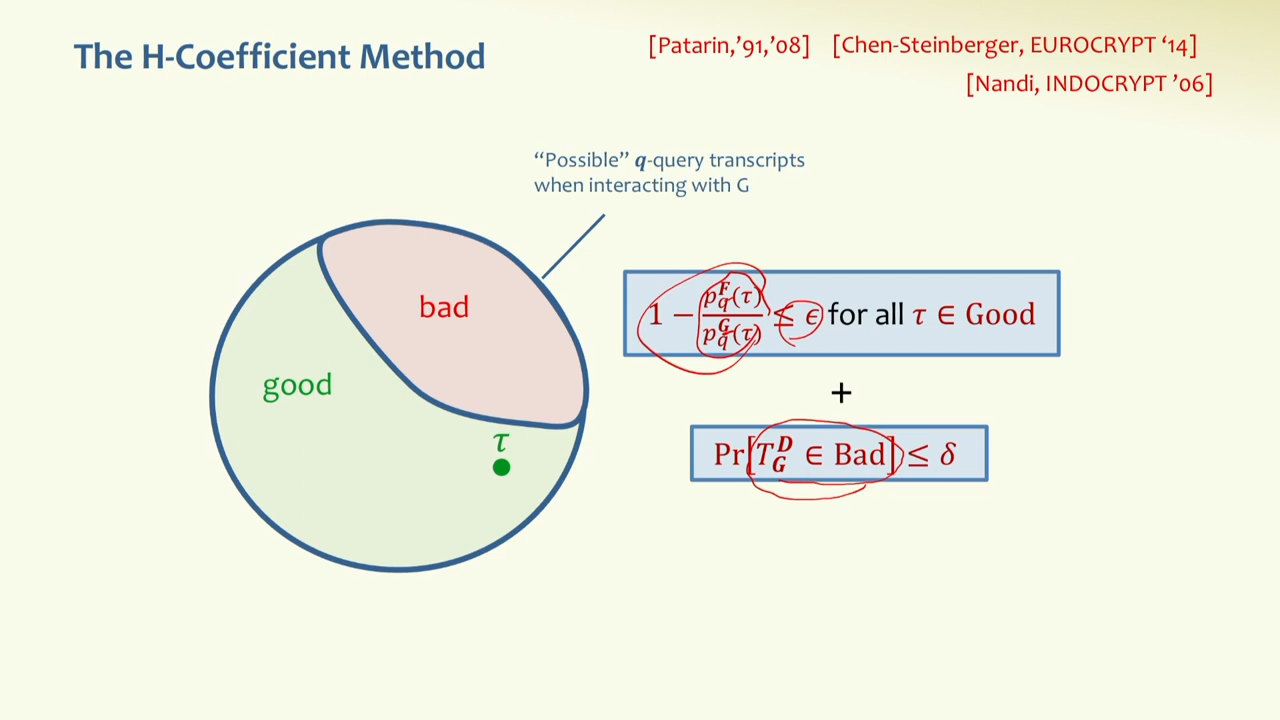 The H-Coefficient Method
[Patarin,’91,’08] [Chen-Steinberger, EUROCRYPT ‘14]
[Nandi, INDOCRYPT ’06]
“Possible” q-query transcripts
when interacting with G
bad
good
τ
1 − p_q^F(τ) / p_q^G(τ) ≤ ϵ for all τ ∈ Good
+
Pr[T_G^D ∈ Bad] ≤ δ